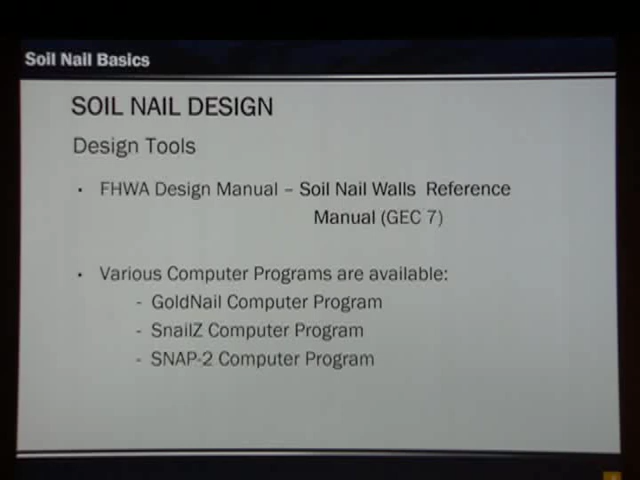 Soil Nail Basics
SOIL NAIL DESIGN
Design Tools
• FHWA Design Manual – Soil Nail Walls Reference
Manual (GEC 7)
• Various Computer Programs are available:
- GoldNail Computer Program
- SnailZ Computer Program
- SNAP-2 Computer Program